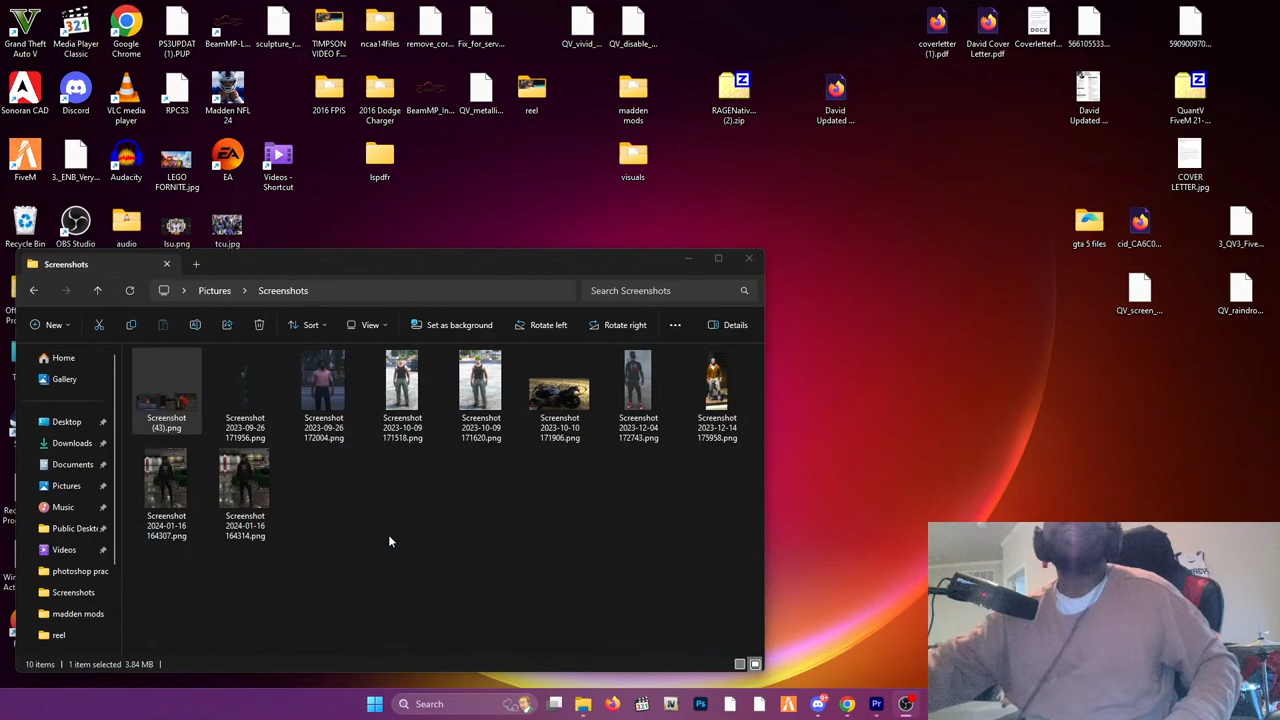 Grand Theft
Auto V
Media Player
Classic
Google
Chrome
PS3UPDAT
(1).PUP
BeamMP-L...
sculpture_r...
TIMPSON
VIDEO F...
ncaa14files
remove_cor...
Fix_for_serv...
QV_vivid_...
QV_disable_...
coverletter
(1).pdf
David Cover
Letter.pdf
Coverletterf...
566105533...
590900970...
Sonoran CAD
Discord
VLC media
player
RPCS3
Madden NFL
24
2016 FPIS
2016 Dodge
Charger
BeamMP_In...
QV_metalli...
reel
madden
mods
RAGENativ...
(2).zip
David
Updated ...
David
Updated ...
QuantV
FiveM 21-...
FiveM
3._ENB_Very...
Audacity
LEGO
FORNITE.jpg
EA
Videos -
Shortcut
lspdfr
visuals
COVER
LETTER.jpg
Recycle Bin
OBS Studio
audio
lsu.png
tcu.jpg
gta 5 files
cid_CA6C0...
3_QV3_Five...
QV_screen_...
QV_raindro...
Screenshots
Pictures > Screenshots
Search Screenshots
New
Sort
View
Set as background
Rotate left
Rotate right
Details
Home
Gallery
Desktop
Downloads
Documents
Pictures
Music
Public Deskt
Videos
photoshop prac
Screenshots
madden mods
reel
Screenshot
(43).png
Screenshot
2023-09-26
171956.png
Screenshot
2023-09-26
172004.png
Screenshot
2023-10-09
171518.png
Screenshot
2023-10-09
171620.png
Screenshot
2023-10-10
171906.png
Screenshot
2023-12-04
172743.png
Screenshot
2023-12-14
175958.png
Screenshot
2024-01-16
164307.png
Screenshot
2024-01-16
164314.png
10 items
1 item selected 3.84 MB
Search